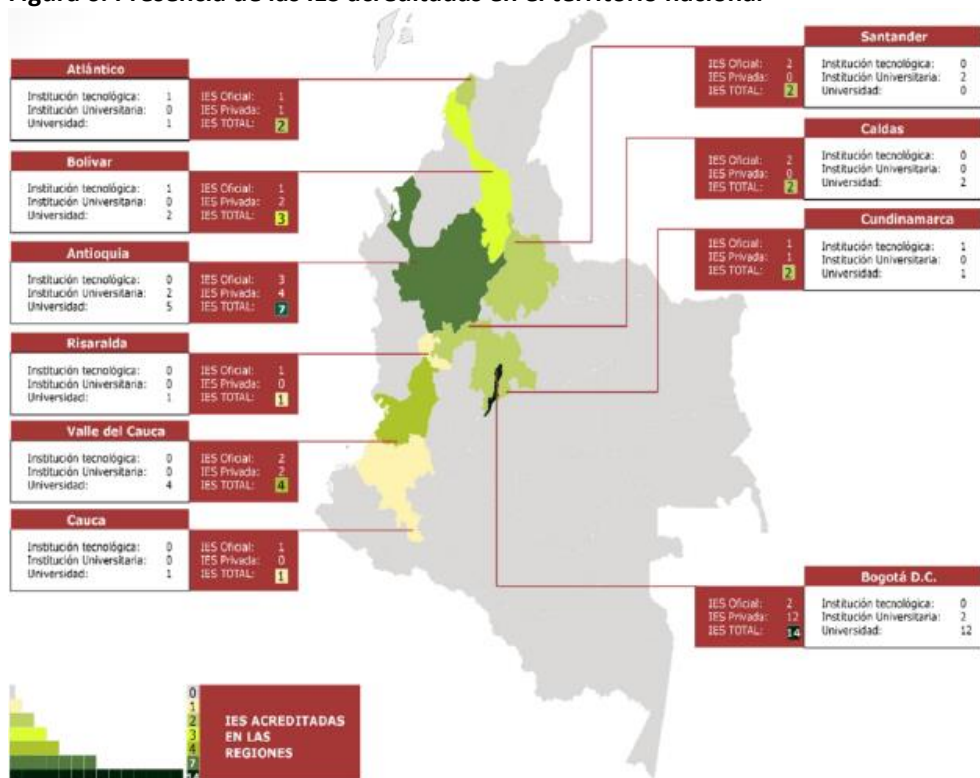 Atlántico
Institución tecnológica: 1
Institución Universitaria: 0
Universidad: 1
IES Oficial: 1
IES Privada: 1
IES TOTAL: 2
Bolívar
Institución tecnológica: 1
Institución Universitaria: 0
Universidad: 2
IES Oficial: 1
IES Privada: 2
IES TOTAL: 3
Antioquia
Institución tecnológica: 0
Institución Universitaria: 2
Universidad: 5
IES Oficial: 3
IES Privada: 4
IES TOTAL: 7
Risaralda
Institución tecnológica: 0
Institución Universitaria: 0
Universidad: 1
IES Oficial: 1
IES Privada: 0
IES TOTAL: 1
Valle del Cauca
Institución tecnológica: 0
Institución Universitaria: 0
Universidad: 4
IES Oficial: 2
IES Privada: 2
IES TOTAL: 4
Cauca
Institución tecnológica: 0
Institución Universitaria: 0
Universidad: 1
IES Oficial: 1
IES Privada: 0
IES TOTAL: 1
Santander
IES Oficial: 2
IES Privada: 0
IES TOTAL: 2
Institución tecnológica: 0
Institución Universitaria: 2
Universidad: 0
Caldas
IES Oficial: 2
IES Privada: 0
IES TOTAL: 2
Institución tecnológica: 0
Institución Universitaria: 0
Universidad: 2
Cundinamarca
IES Oficial: 1
IES Privada: 1
IES TOTAL: 2
Institución tecnológica: 1
Institución Universitaria: 0
Universidad: 1
Bogotá D.C.
IES Oficial: 2
IES Privada: 12
IES TOTAL: 14
Institución tecnológica: 0
Institución Universitaria: 2
Universidad: 12
0
1
2
3
4
7
14
IES ACREDITADAS
EN LAS
REGIONES